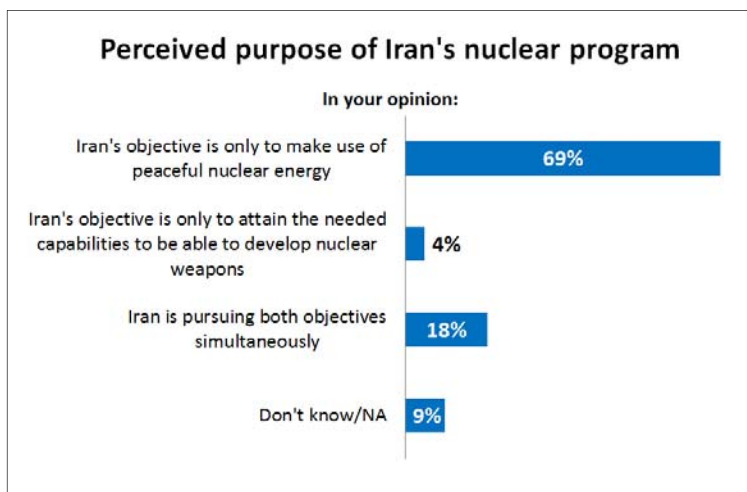 Perceived purpose of Iran's nuclear program
In your opinion:
Iran's objective is only to make use of
peaceful nuclear energy
69%
Iran's objective is only to attain the needed
capabilities to be able to develop nuclear
weapons
4%
Iran is pursuing both objectives
simultaneously
18%
Don't know/NA
9%